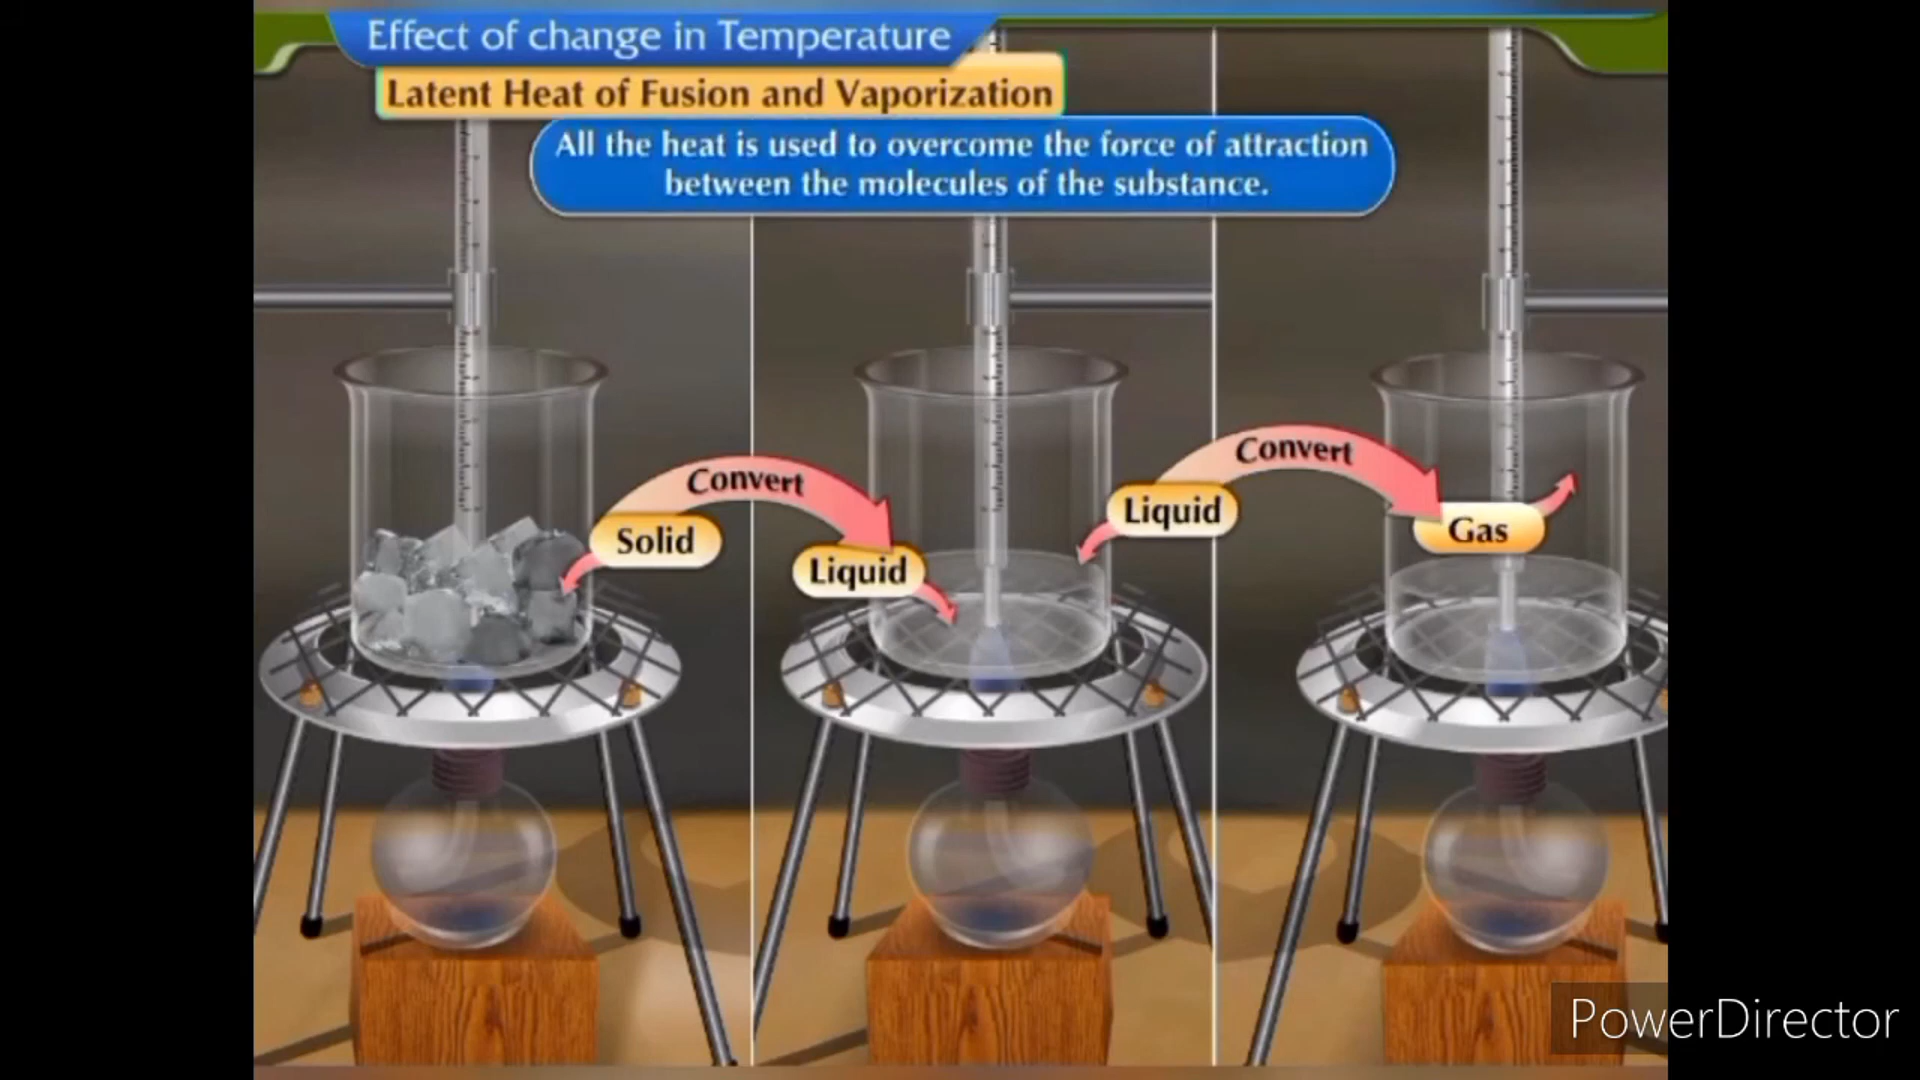 Effect of change in Temperature
Latent Heat of Fusion and Vaporization
All the heat is used to overcome the force of attraction
between the molecules of the substance.
Convert
Solid
Liquid
Convert
Liquid
Gas
PowerDirector